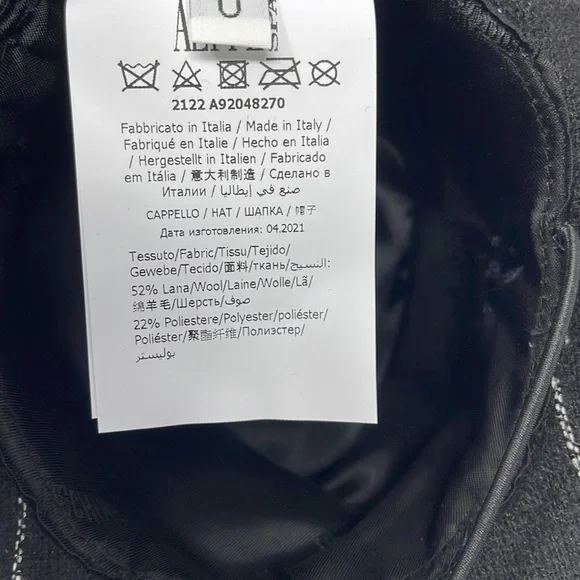 U
2122 A92048270
Fabbricato in Italia / Made in Italy /
Fabriqué en Italie / Hecho en Italia
/ Hergestellt in Italien / Fabricado
em Itália / 意大利制造 / Сделано в
Италии / صنع في إيطاليا
CAPPELLO / HAT / ШАПКА / 帽子
Дата изготовления: 04.2021
Tessuto/Fabric/Tissu/Tejido/
Gewebe/Tecido/面料/ткань/النسيج:
52% Lana/Wool/Laine/Wolle/Lã/
绵羊毛/Шерсть/صوف
22% Poliestere/Polyester/poliéster/
Poliéster/聚酯纤维/Полиэстер/
بوليستر